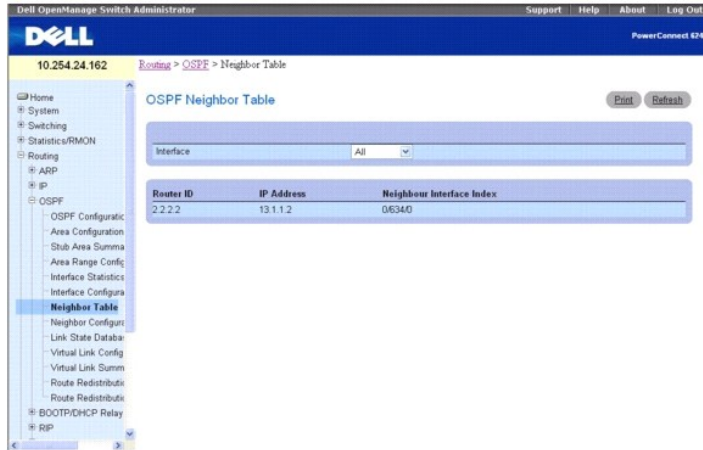 Dell OpenManage Switch Administrator
Support Help About Log Out
DELL
PowerConnect 624
10.254.24.162
Routing > OSPF > Neighbor Table
Home
System
Switching
Statistics/RMON
Routing
ARP
IP
OSPF
OSPF Configuratic
Area Configuration
Stub Area Summa
Area Range Config
Interface Statistics
Interface Configura
Neighbor Table
Neighbor Configura
Link State Databa
Virtual Link Config
Virtual Link Summ
Route Redistributic
Route Redistributic
BOOTP/DHCP Relay
RIP
OSPF Neighbor Table
Print Refresh
Interface All
Router ID IP Address Neighbour Interface Index
2.2.2.2 13.1.1.2 0/634/0